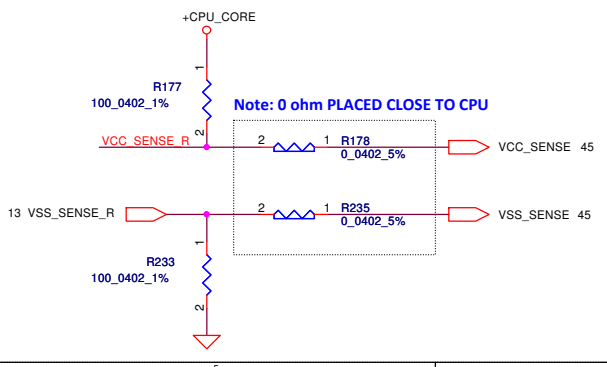 +CPU_CORE
1
R177
100_0402_1%
2
Note: 0 ohm PLACED CLOSE TO CPU
VCC_SENSE_R
2 1 R178
0_0402_5%
VCC_SENSE 45
13 VSS_SENSE_R
2 1 R235
0_0402_5%
VSS_SENSE 45
1
R233
100_0402_1%
2